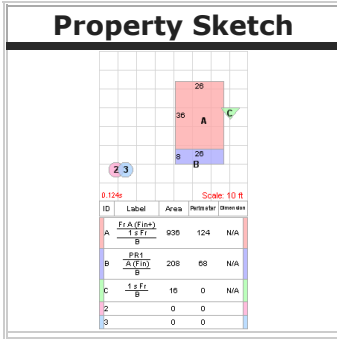 Property Sketch
26
36
A
C
8 26
B
2 3
0.124s Scale: 10 ft
ID Label Area Perimeter Dimension
A Fr A (Fin+) 936 124 N/A
1 s Fr
B
B PR1 208 68 N/A
A (Fin)
B
C 1 s Fr 16 0 N/A
B
2 0 0
3 0 0